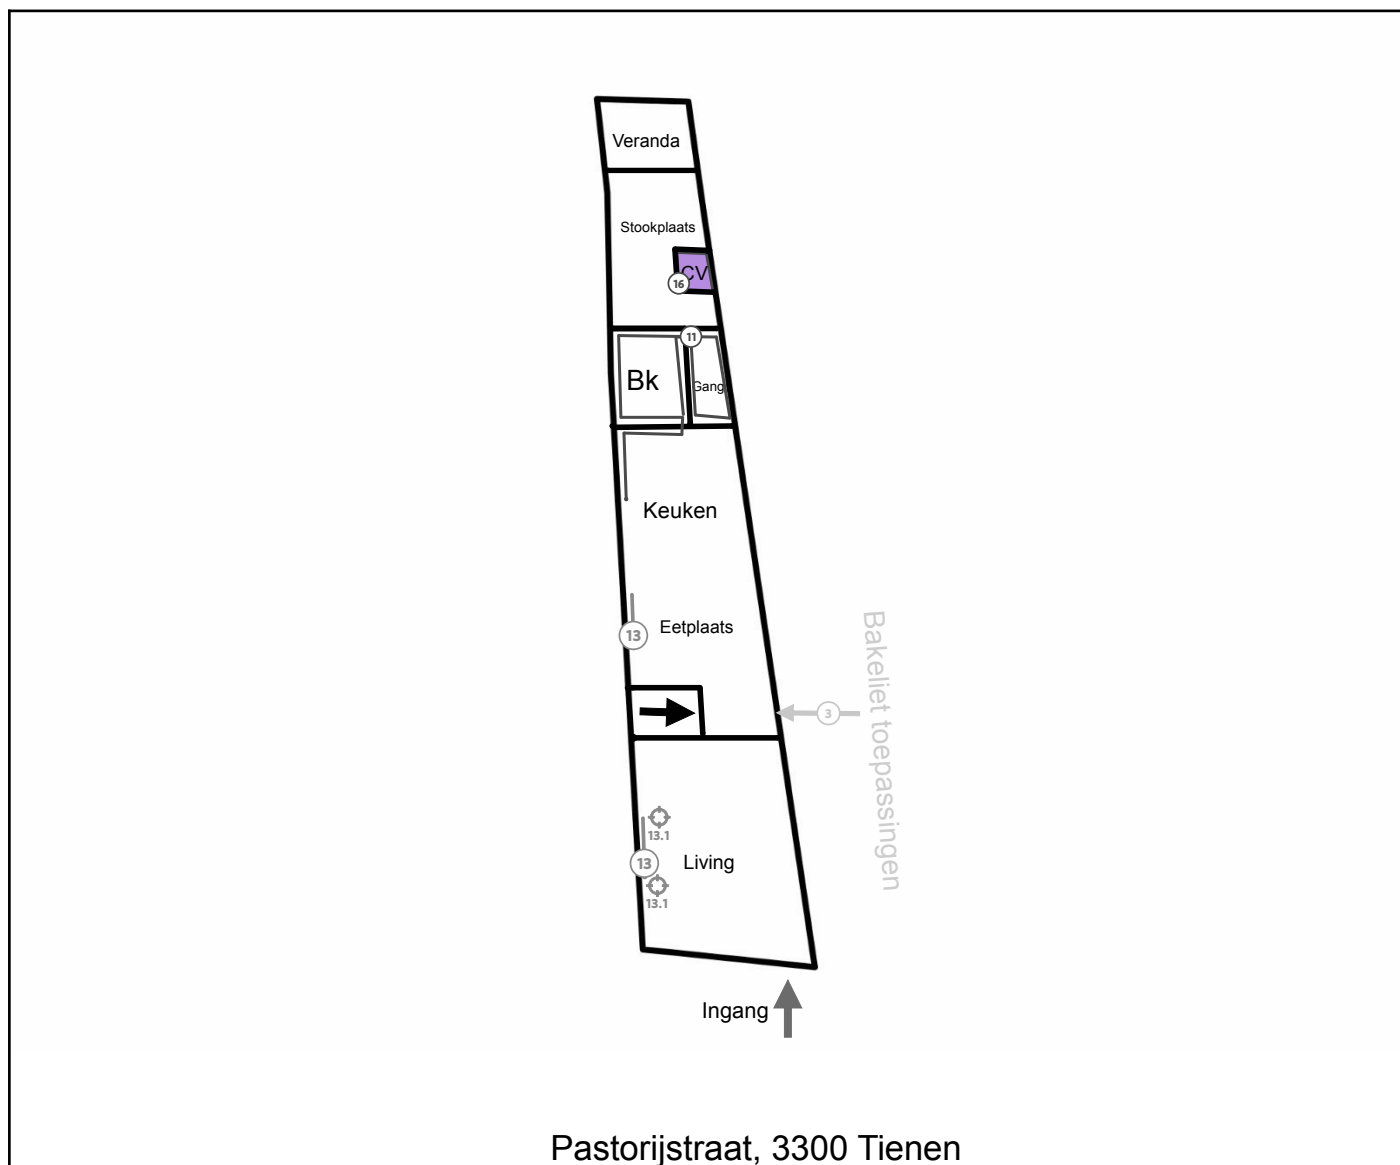 Veranda
Stookplaats
CV
16
11
Bk
Gang
Keuken
13
Eetplaats
3
Bakeliet toepassingen
13.1
13
Living
13.1
Ingang
Pastorijstraat, 3300 Tienen